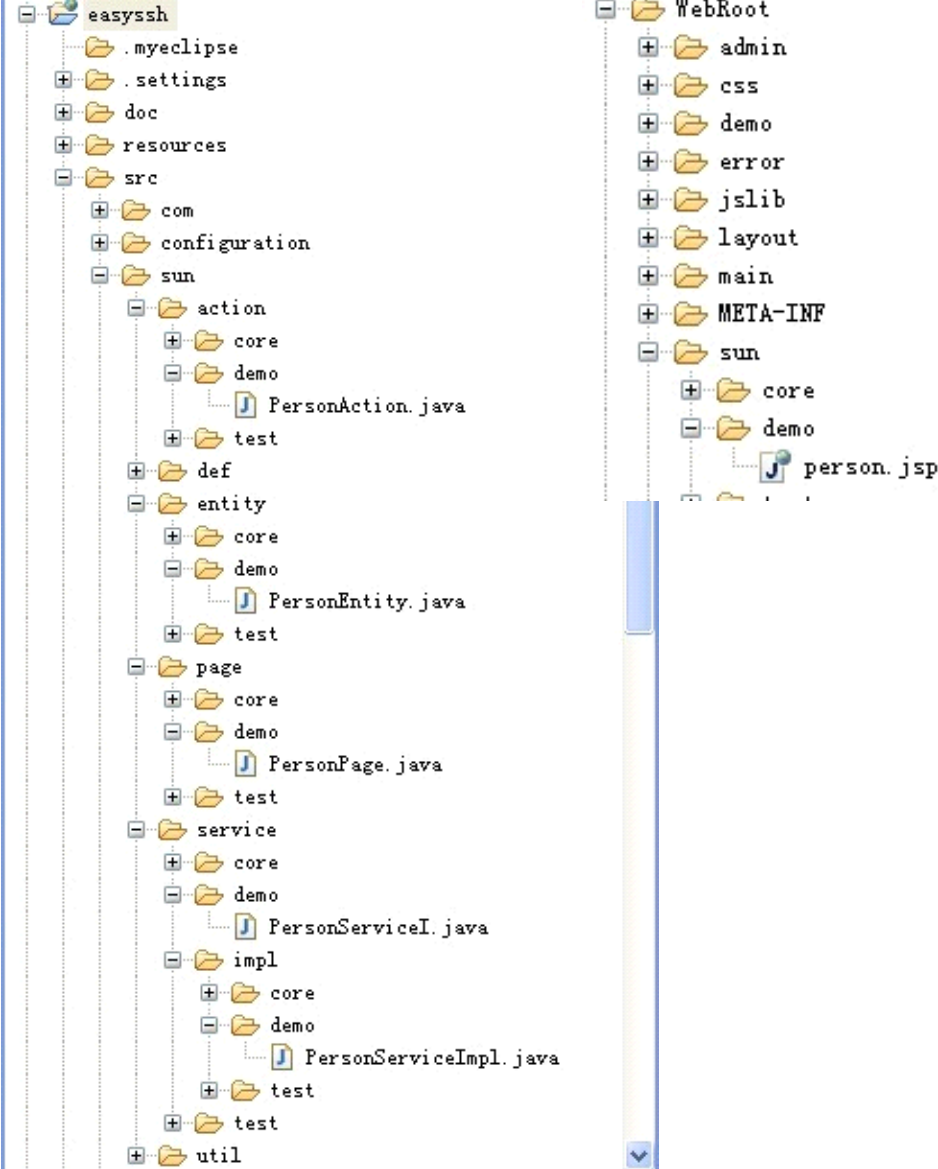 easyssh
.myeclipse
.settings
doc
resources
src
com
configuration
sun
action
core
demo
PersonAction.java
test
def
entity
core
demo
PersonEntity.java
test
page
core
demo
PersonPage.java
test
service
core
demo
PersonServiceI.java
impl
core
demo
PersonServiceImpl.java
test
test
util
WebRoot
admin
css
demo
error
jslib
layout
main
META-INF
sun
core
demo
person.jsp